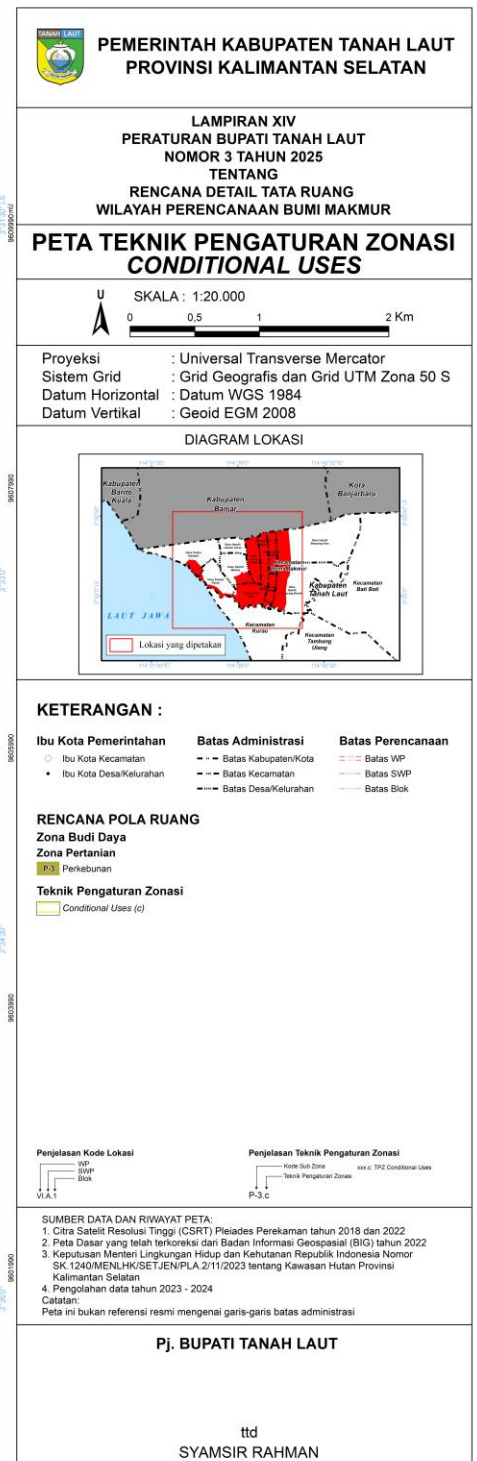 TANAH LAUT
PEMERINTAH KABUPATEN TANAH LAUT
PROVINSI KALIMANTAN SELATAN
LAMPIRAN XIV
PERATURAN BUPATI TANAH LAUT
NOMOR 3 TAHUN 2025
TENTANG
RENCANA DETAIL TATA RUANG
WILAYAH PERENCANAAN BUMI MAKMUR
PETA TEKNIK PENGATURAN ZONASI
CONDITIONAL USES
U
SKALA : 1:20.000
0 0,5 1 2 Km
Proyeksi : Universal Transverse Mercator
Sistem Grid : Grid Geografis dan Grid UTM Zona 50 S
Datum Horizontal : Datum WGS 1984
Datum Vertikal : Geoid EGM 2008
DIAGRAM LOKASI
Kabupaten
Barito
Kuala
Kabupaten
Banjar
Kota
Banjarbaru
Kecamatan
Bumi Makmur
Kabupaten
Tanah Laut
Kecamatan
Bati Bati
LAUT JAWA
Kecamatan
Kurau
Kecamatan
Tambang
Ulang
Lokasi yang dipetakan
KETERANGAN :
Ibu Kota Pemerintahan
Ibu Kota Kecamatan
Ibu Kota Desa/Kelurahan
Batas Administrasi
Batas Kabupaten/Kota
Batas Kecamatan
Batas Desa/Kelurahan
Batas Perencanaan
Batas WP
Batas SWP
Batas Blok
RENCANA POLA RUANG
Zona Budi Daya
Zona Pertanian
P-3 Perkebunan
Teknik Pengaturan Zonasi
Conditional Uses (c)
Penjelasan Kode Lokasi
WP
SWP
Blok
VI.A.1
Penjelasan Teknik Pengaturan Zonasi
Kode Sub Zona
xxx.c. TPZ Conditional Uses
Teknik Pengaturan Zonasi
P-3.c
SUMBER DATA DAN RIWAYAT PETA:
1. Citra Satelit Resolusi Tinggi (CSRT) Pleiades Perekaman tahun 2018 dan 2022
2. Peta Dasar yang telah terkoreksi dari Badan Informasi Geospasial (BIG) tahun 2022
3. Keputusan Menteri Lingkungan Hidup dan Kehutanan Republik Indonesia Nomor
SK.1240/MENLHK/SETJEN/PLA.2/11/2023 tentang Kawasan Hutan Provinsi
Kalimantan Selatan
4. Pengolahan data tahun 2023 - 2024
Catatan:
Peta ini bukan referensi resmi mengenai garis-garis batas administrasi
Pj. BUPATI TANAH LAUT
ttd
SYAMSIR RAHMAN
9609990 mU
9607990
9605990
9603990
9601990
3°33'0"
3°34'30"
3°36'0"